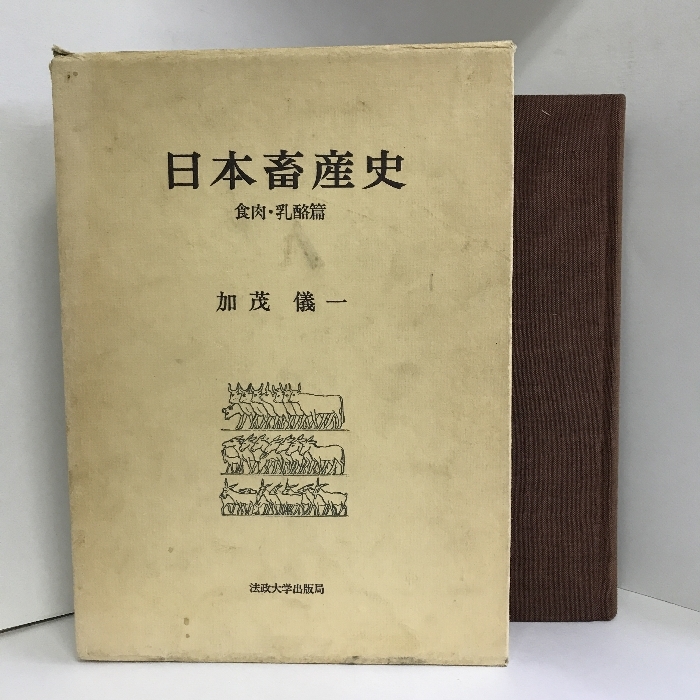 日本畜産史
食肉・乳酪篇
加茂 儀一
法政大学出版局